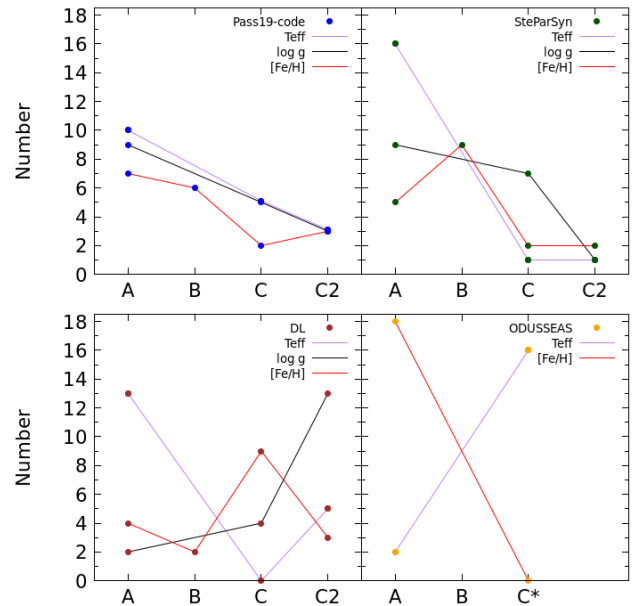 18
16
14
12
10
8
6
4
2
0
Number
Pass19-code
Teff
log g
[Fe/H]
A B C C2
SteParSyn
Teff
log g
[Fe/H]
A B C C2
18
16
14
12
10
8
6
4
2
0
Number
DL
Teff
log g
[Fe/H]
A B C C2
ODUSSEAS
Teff
[Fe/H]
A B C*